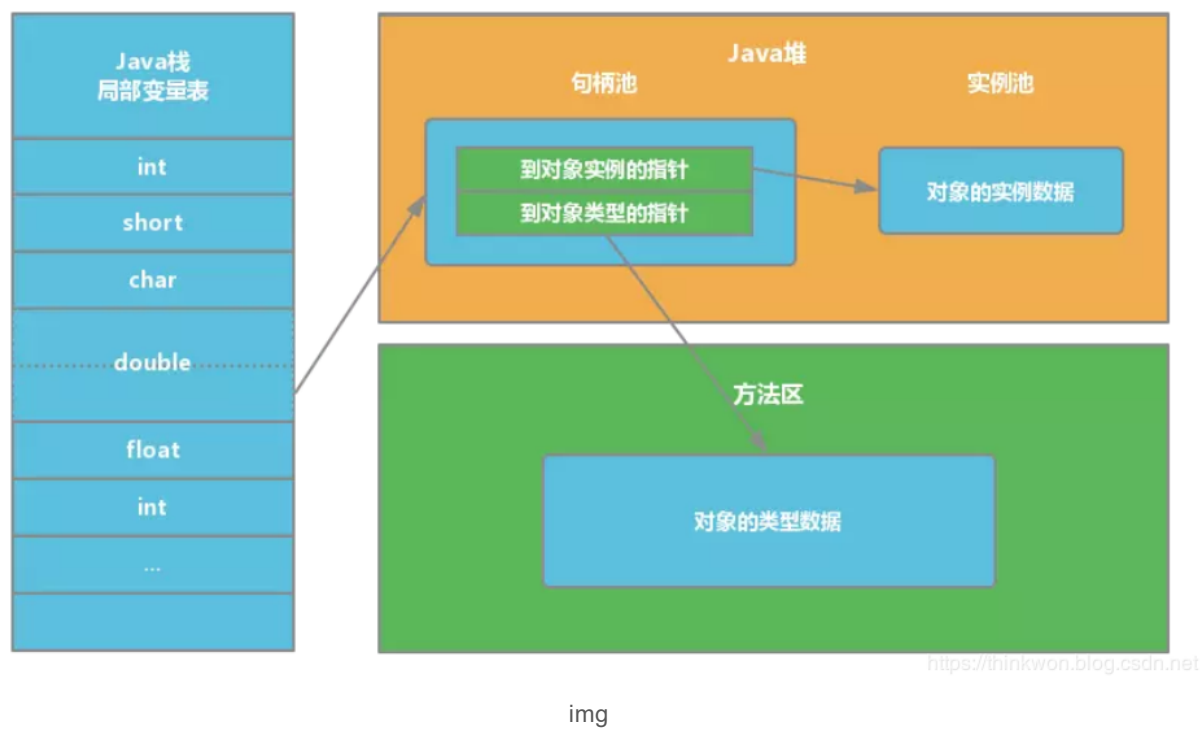 Java栈
局部变量表
int
short
char
double
float
int
...
Java堆
句柄池
实例池
到对象实例的指针
到对象类型的指针
对象的实例数据
方法区
对象的类型数据
https://thinkwon.blog.csdn.net
img